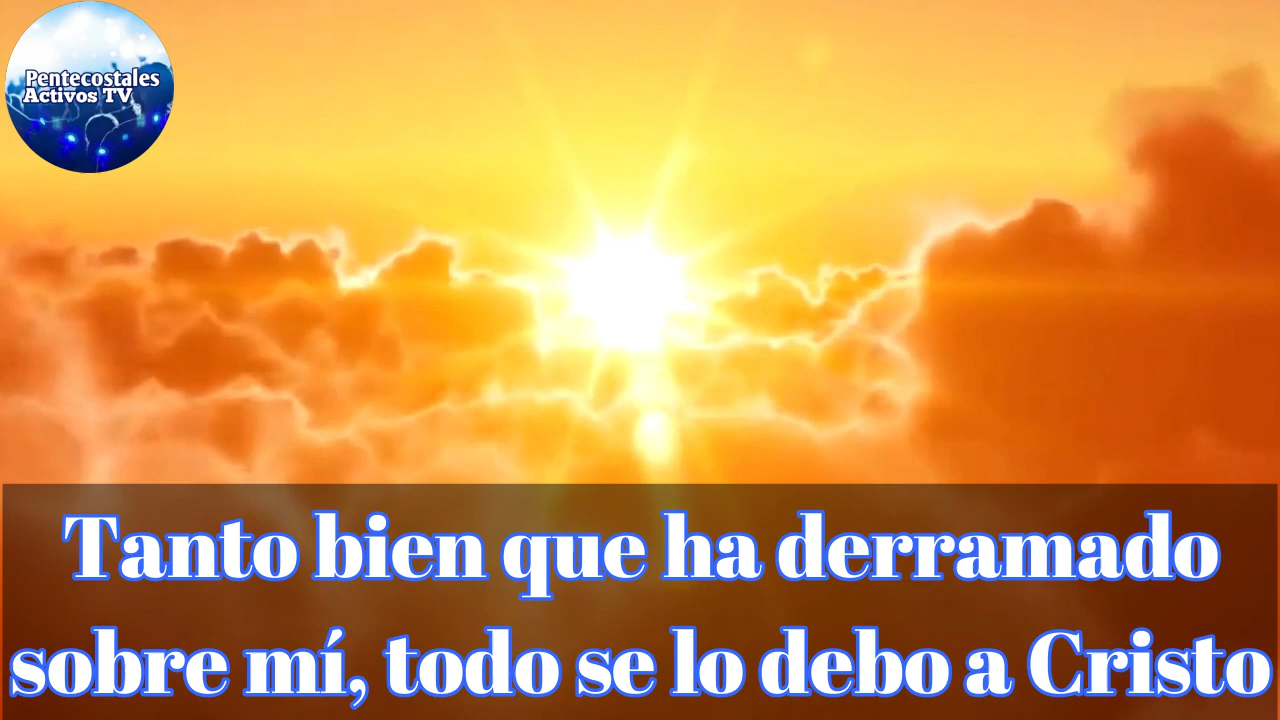 Pentecostales
Activos TV
Tanto bien que ha derramado
sobre mí, todo se lo debo a Cristo